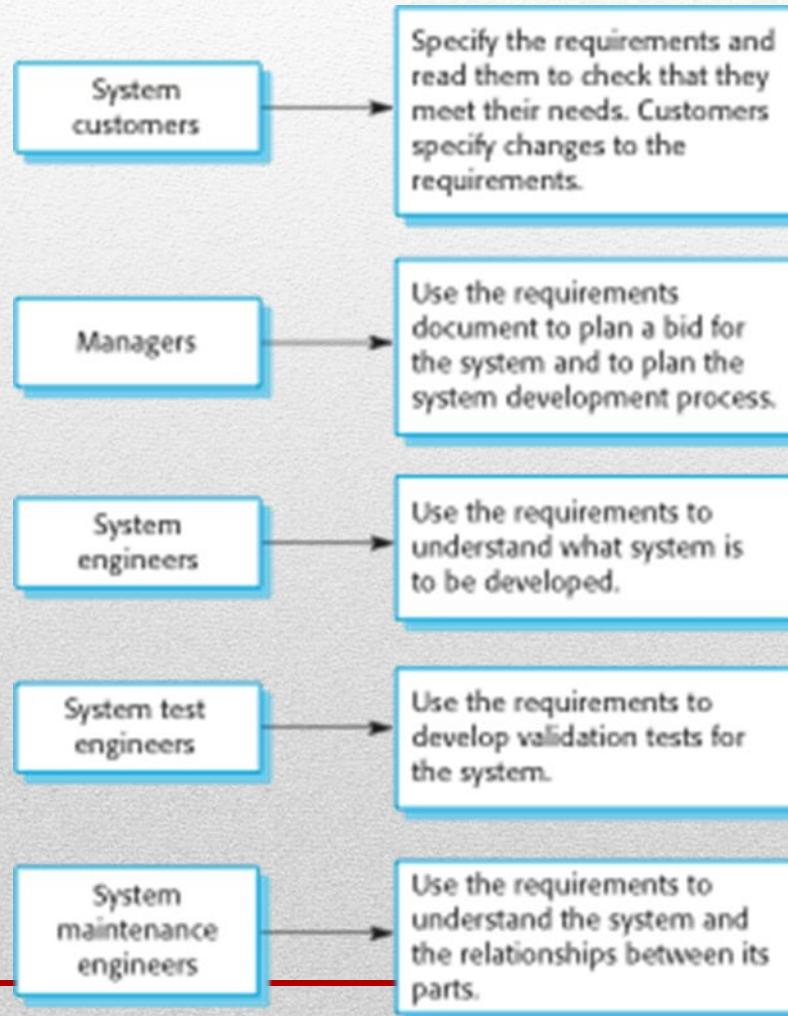 System
customers
Specify the requirements and
read them to check that they
meet their needs. Customers
specify changes to the
requirements.
Managers
Use the requirements
document to plan a bid for
the system and to plan the
system development process.
System
engineers
Use the requirements to
understand what system is
to be developed.
System test
engineers
Use the requirements to
develop validation tests for
the system.
System
maintenance
engineers
Use the requirements to
understand the system and
the relationships between its
parts.